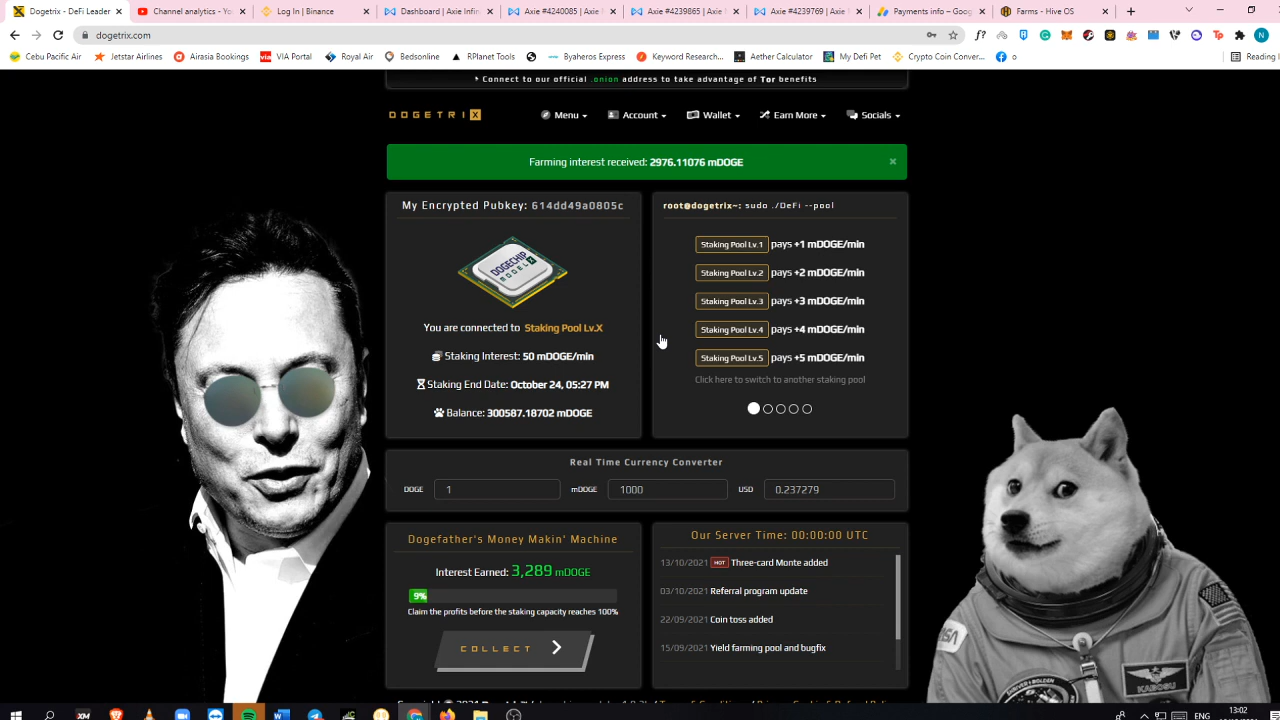 Dogetrix - DeFi Leader
Channel analytics - Yo
Log In | Binance
Dashboard | Axie Infin
Axie #4240085 | Axie I
Axie #4239865 | Axie
Axie #4239769 | Axie
Payments info – Goog
Farms - Hive OS
dogetrix.com
Cebu Pacific Air
Jetstar Airlines
Airasia Bookings
VIA Portal
Royal Air
Bedsonline
RPlanet Tools
Byaheros Express
Keyword Research...
Aether Calculator
My Defi Pet
Crypto Coin Conver...
o
Reading l
Connect to our official .onion address to take advantage of Tor benefits
DOGETRIX
Menu
Account
Wallet
Earn More
Socials
Farming interest received: 2976.11076 mDOGE
×
My Encrypted Pubkey: 614dd49a0805c
DOGECHIP
MODEL X
You are connected to Staking Pool Lv.X
Staking Interest: 50 mDOGE/min
Staking End Date: October 24, 05:27 PM
Balance: 300587.18702 mDOGE
root@dogetrix~: sudo ./DeFi --pool
Staking Pool Lv.1 pays +1 mDOGE/min
Staking Pool Lv.2 pays +2 mDOGE/min
Staking Pool Lv.3 pays +3 mDOGE/min
Staking Pool Lv.4 pays +4 mDOGE/min
Staking Pool Lv.5 pays +5 mDOGE/min
Click here to switch to another staking pool
Real Time Currency Converter
DOGE 1 mDOGE 1000 USD 0.237279
Dogefather's Money Makin' Machine
Interest Earned: 3,289 mDOGE
9%
Claim the profits before the staking capacity reaches 100%
COLLECT
Our Server Time: 00:00:00 UTC
13/10/2021 HOT Three-card Monte added
03/10/2021 Referral program update
22/09/2021 Coin toss added
15/09/2021 Yield farming pool and bugfix
KABOSU
ENG
13:02